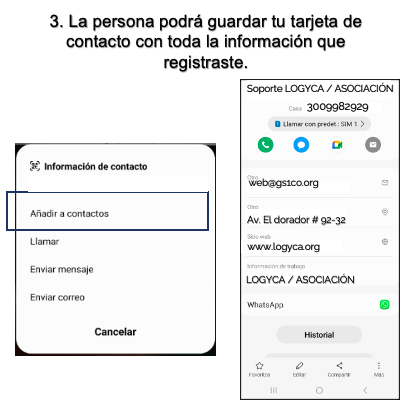 3. La persona podrá guardar tu tarjeta de
contacto con toda la información que
registraste.
Información de contacto
Añadir a contactos
Llamar
Enviar mensaje
Enviar correo
Cancelar
Soporte LOGYCA / ASOCIACIÓN
Casa 3009982929
Llamar con predet.: SIM 1
Otro
web@gs1co.org
Otro
Av. El dorador # 92-32
Sitio web
www.logyca.org
Información de trabajo
LOGYCA / ASOCIACIÓN
WhatsApp
Historial
Favoritos Editar Compartir Más